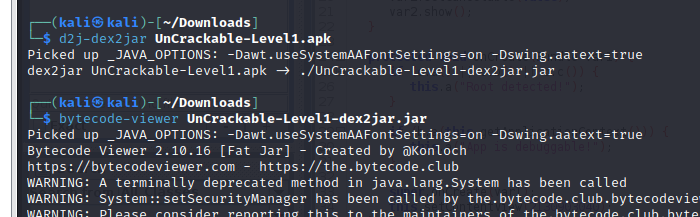 var2.show();
}
┌──(kali㉿kali)-[~/Downloads]
└─$ d2j-dex2jar UnCrackable-Level1.apk
Picked up _JAVA_OPTIONS: -Dawt.useSystemAAFontSettings=on -Dswing.aatext=true
dex2jar UnCrackable-Level1.apk -> ./UnCrackable-Level1-dex2jar.jar
┌──(kali㉿kali)-[~/Downloads]
└─$ bytecode-viewer UnCrackable-Level1-dex2jar.jar
Picked up _JAVA_OPTIONS: -Dawt.useSystemAAFontSettings=on -Dswing.aatext=true
Bytecode Viewer 2.10.16 [Fat Jar] - Created by @Konloch
https://bytecodeviewer.com - https://the.bytecode.club
WARNING: A terminally deprecated method in java.lang.System has been called
WARNING: System::setSecurityManager has been called by the.bytecode.club.bytecodevi
WARNING: Please consider reporting this to the maintainers of the.bytecode.club.byt